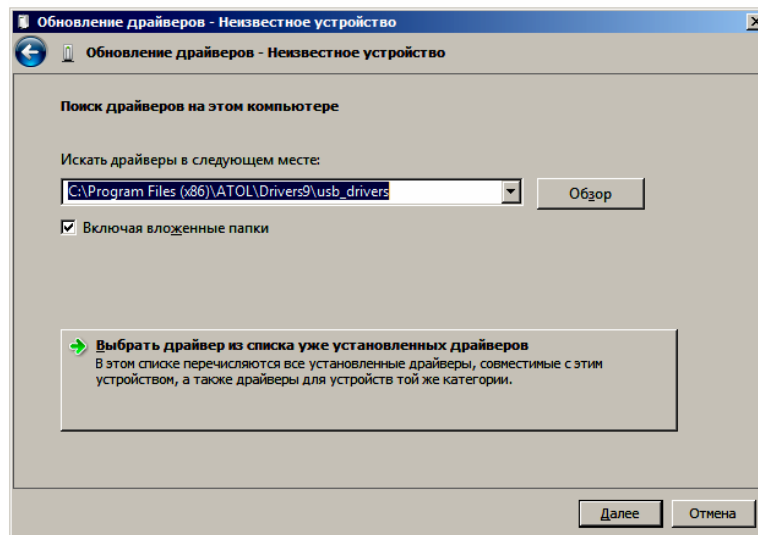 Обновление драйверов - Неизвестное устройство
Обновление драйверов - Неизвестное устройство
Поиск драйверов на этом компьютере
Искать драйверы в следующем месте:
C:\Program Files (x86)\ATOL\Drivers9\usb_drivers
Обзор
Включая вложенные папки
Выбрать драйвер из списка уже установленных драйверов
В этом списке перечисляются все установленные драйверы, совместимые с этим
устройством, а также драйверы для устройств той же категории.
Далее
Отмена